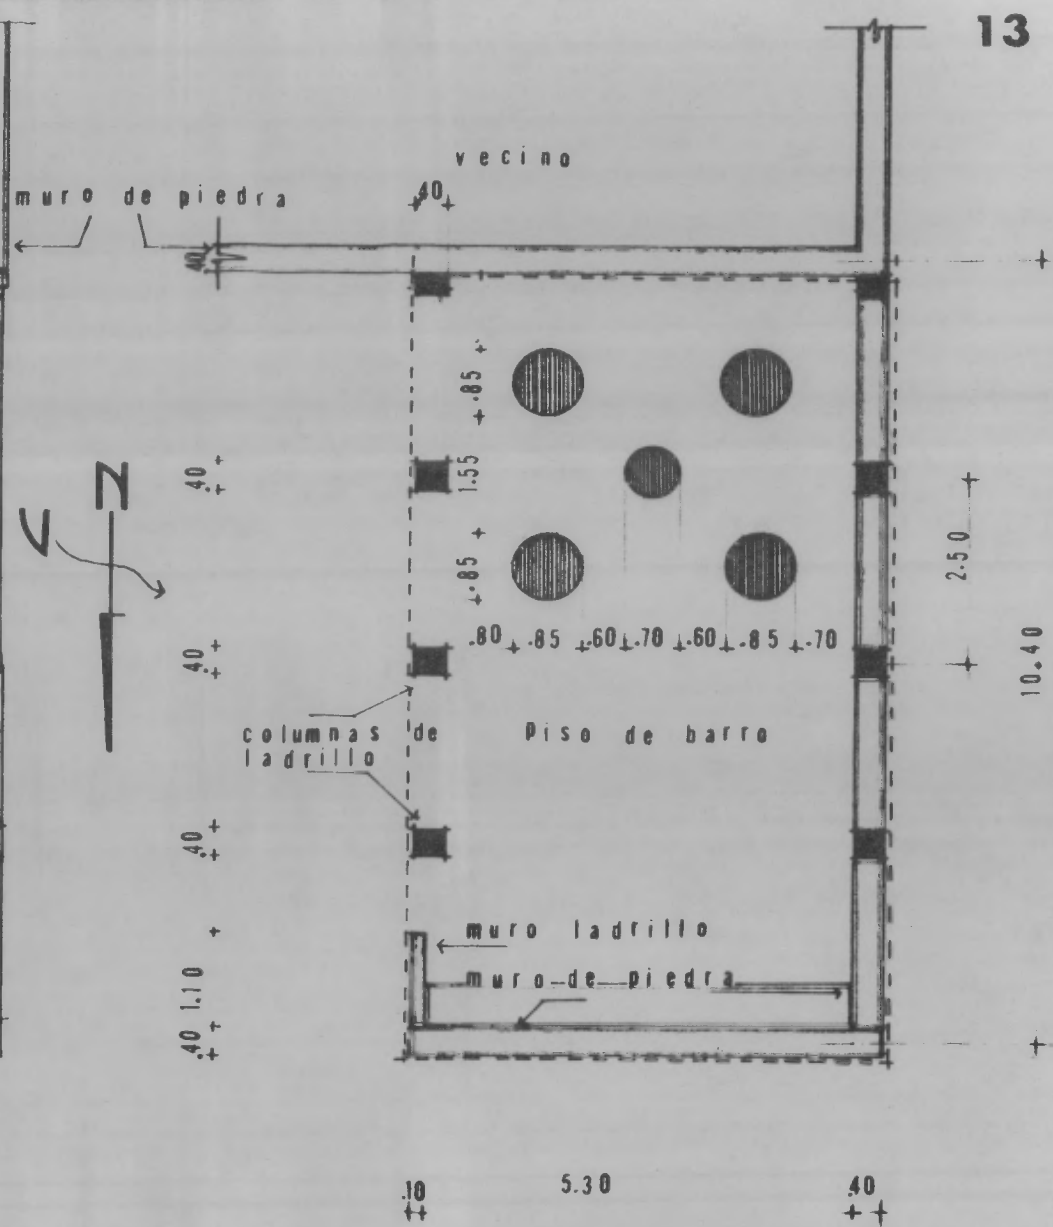 13
vecino
.40
muro de piedra
.40
.85
1.55
.40
N
2.50
.85
.80 .85 .60 .70 .60 .85 .70
.40
10.40
columnas de
ladrillo
Piso de barro
.40
muro ladrillo
muro de piedra
1.10
.40
.10
5.30
.40